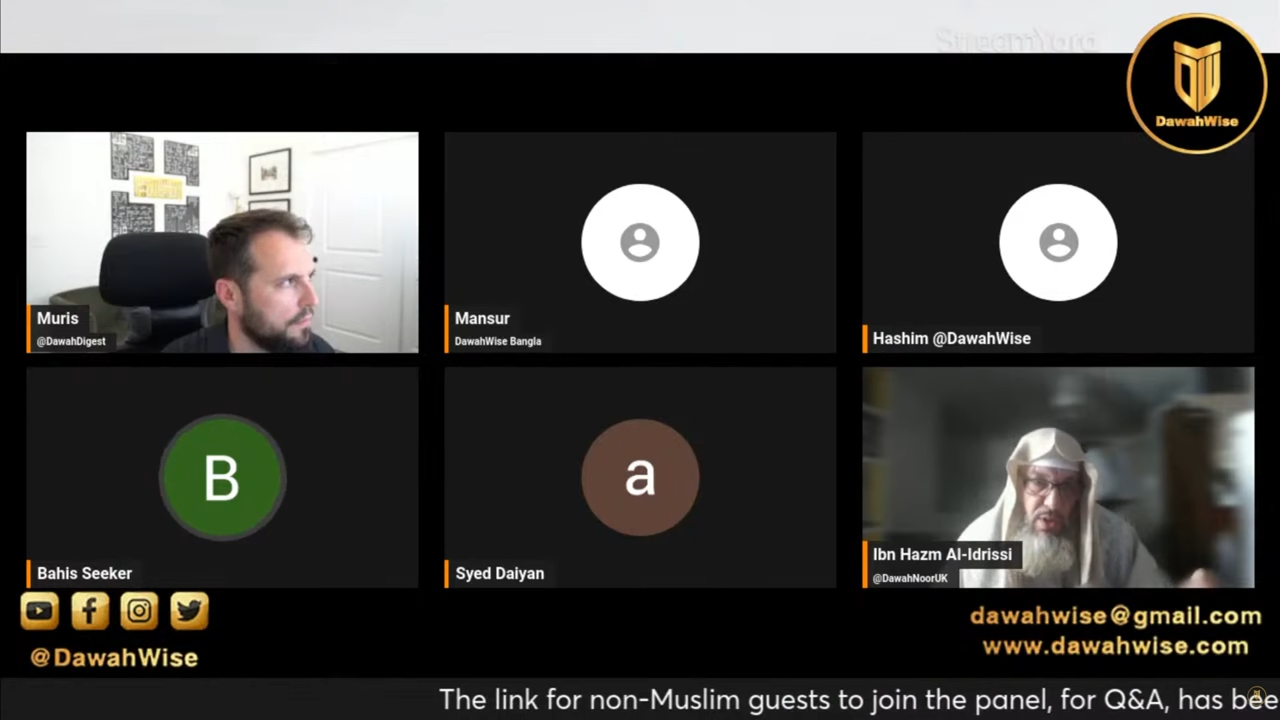 StreamYard
DawahWise
Muris
@DawahDigest
Mansur
DawahWise Bangla
Hashim @DawahWise
B
Bahis Seeker
a
Syed Daiyan
Ibn Hazm Al-Idrissi
@DawahNoorUK
@DawahWise
dawahwise@gmail.com
www.dawahwise.com
The link for non-Muslim guests to join the panel, for Q&A, has bee